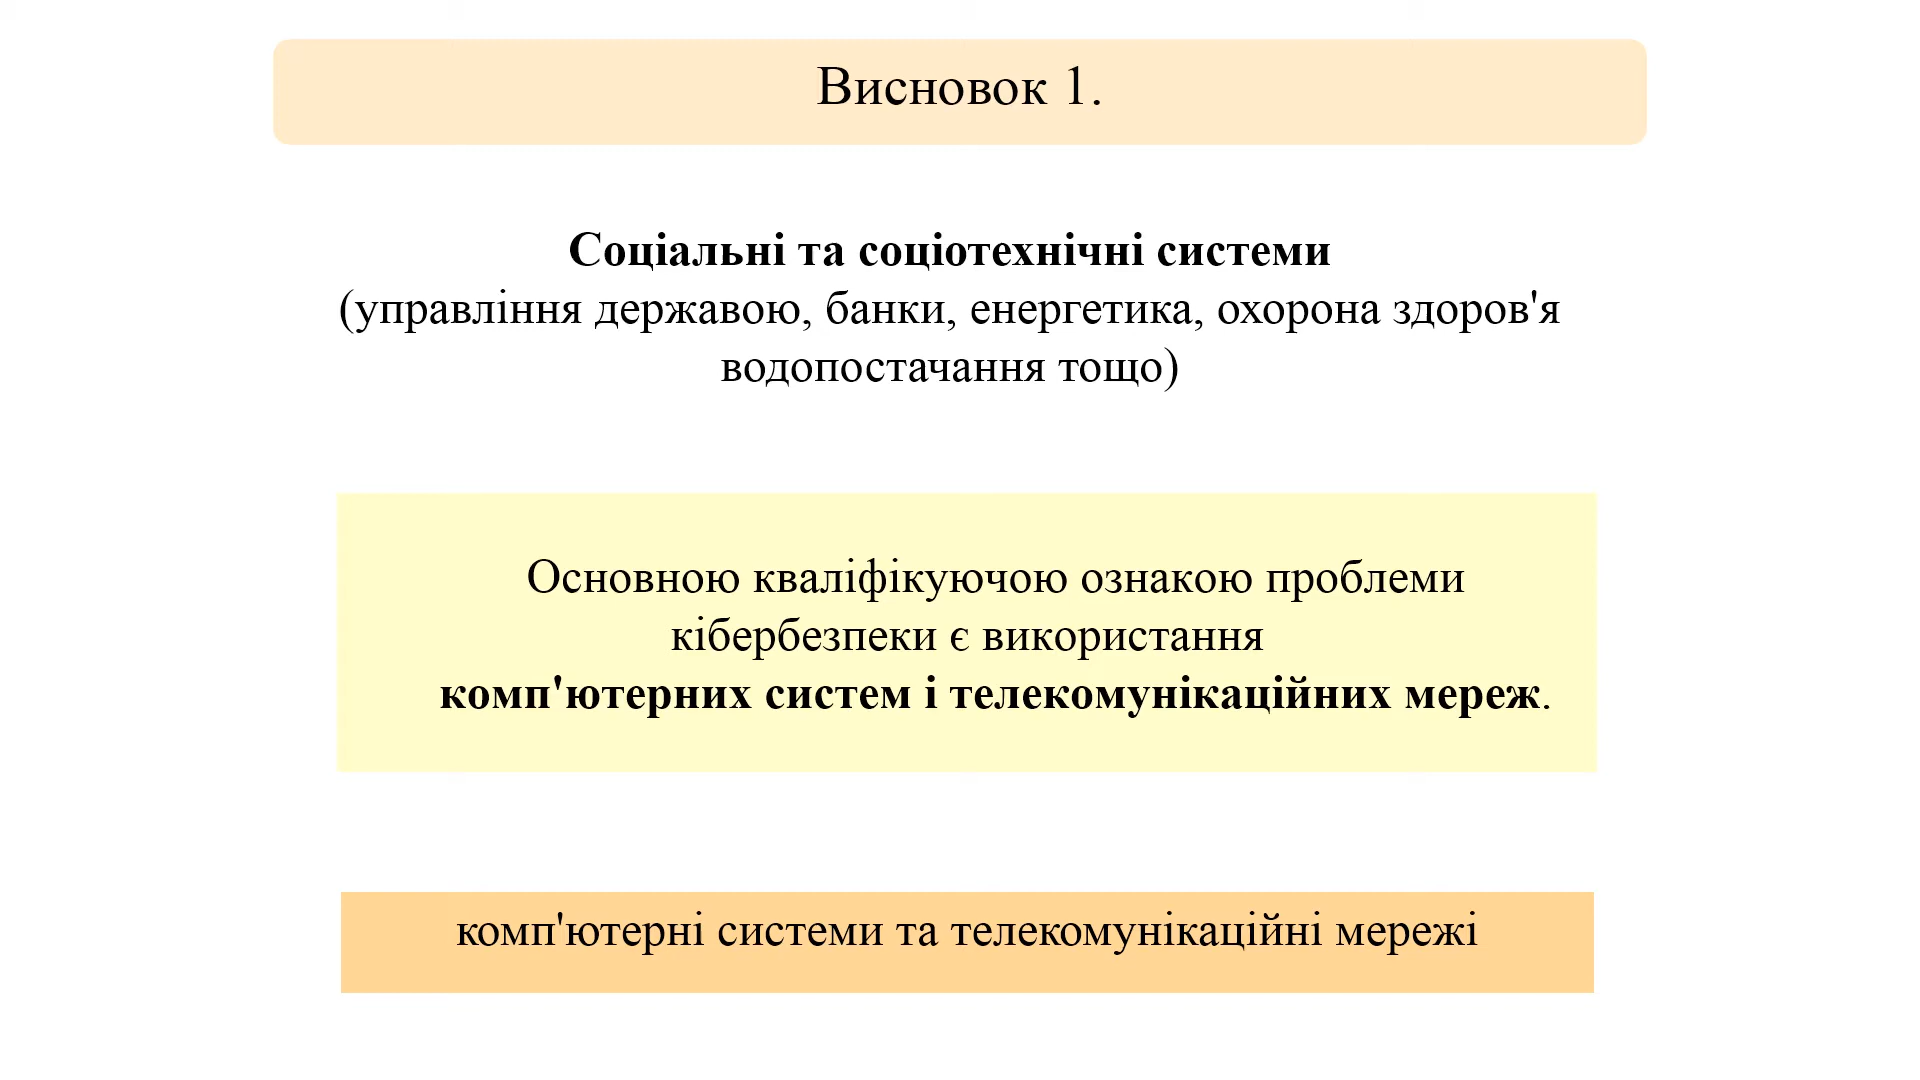 Висновок 1.
Соціальні та соціотехнічні системи
(управління державою, банки, енергетика, охорона здоров'я
водопостачання тощо)
Основною кваліфікуючою ознакою проблеми
кібербезпеки є використання
комп'ютерних систем і телекомунікаційних мереж.
комп'ютерні системи та телекомунікаційні мережі